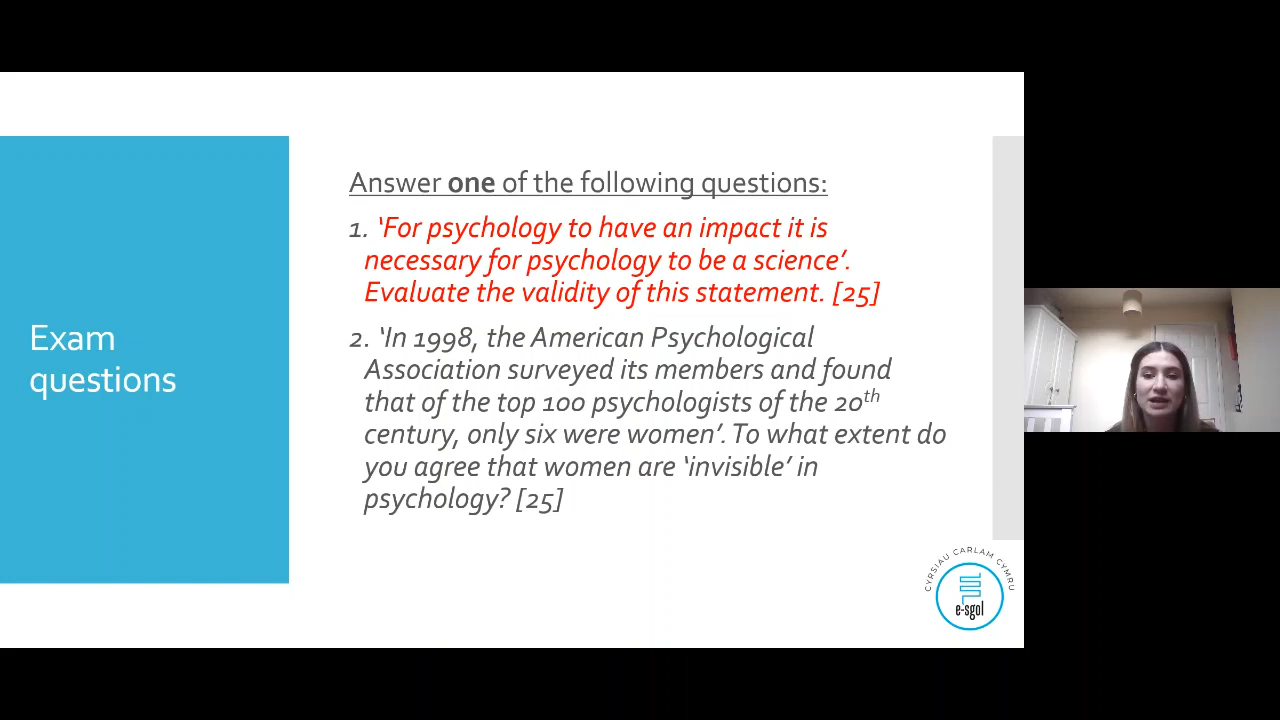 Exam
questions
Answer one of the following questions:
1. ‘For psychology to have an impact it is
necessary for psychology to be a science’.
Evaluate the validity of this statement. [25]
2. ‘In 1998, the American Psychological
Association surveyed its members and found
that of the top 100 psychologists of the 20th
century, only six were women’. To what extent do
you agree that women are ‘invisible’ in
psychology? [25]
CYRSIAU CARLAM CYMRU
e-sgol